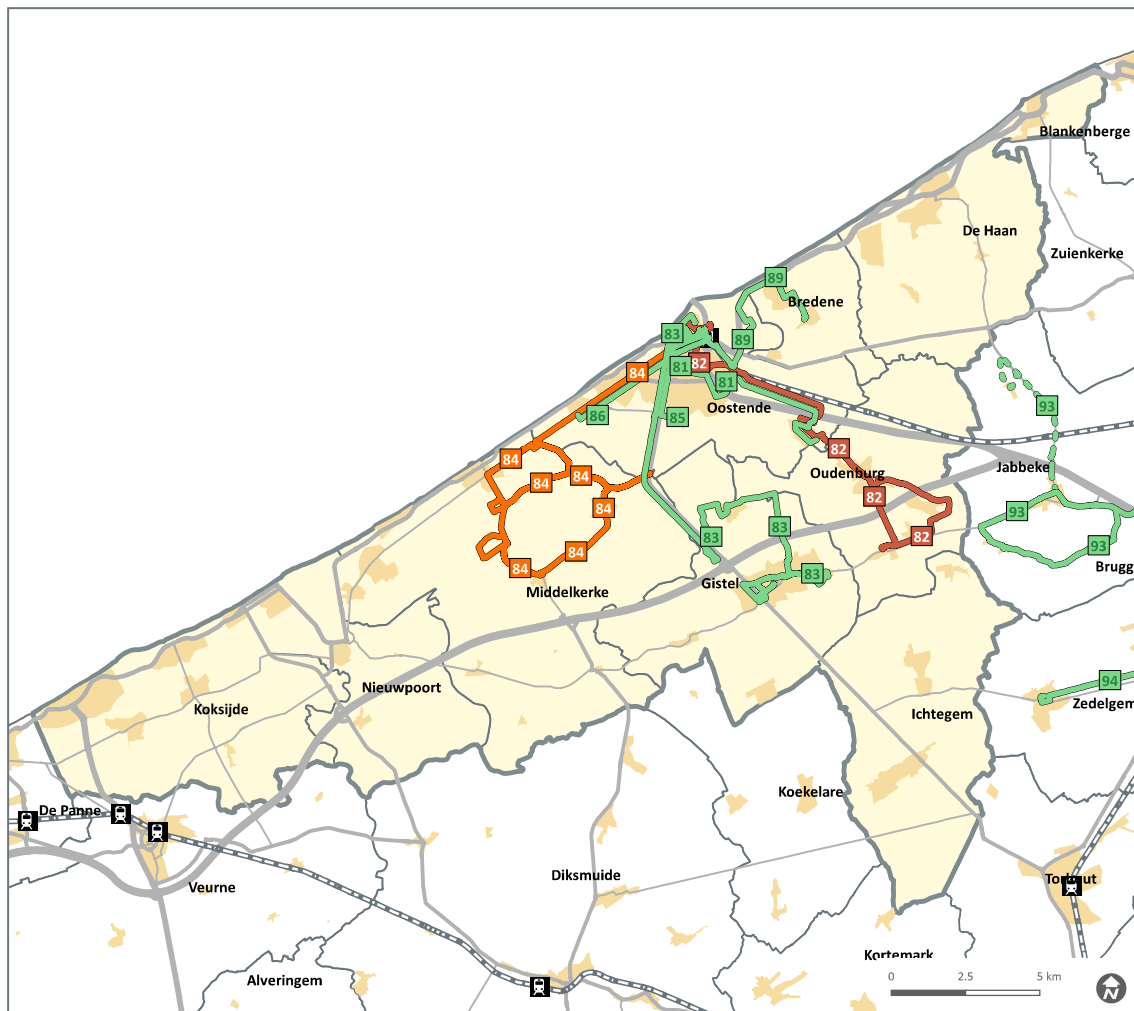 Blankenberge
De Haan
Zuienkerke
89
Bredene
83
89
82
81
84
81
93
Oostende
86
85
82
84
Jabbeke
84
Oudenburg
84
82
84
93
83
83
82
93
84
Brugg
84
83
Gistel
Middelkerke
94
Nieuwpoort
Zedelgem
Koksijde
Ichtegem
Koekelare
De Panne
Diksmuide
Torhout
Veurne
Kortemark
Alveringem
0 2.5 5 km
N